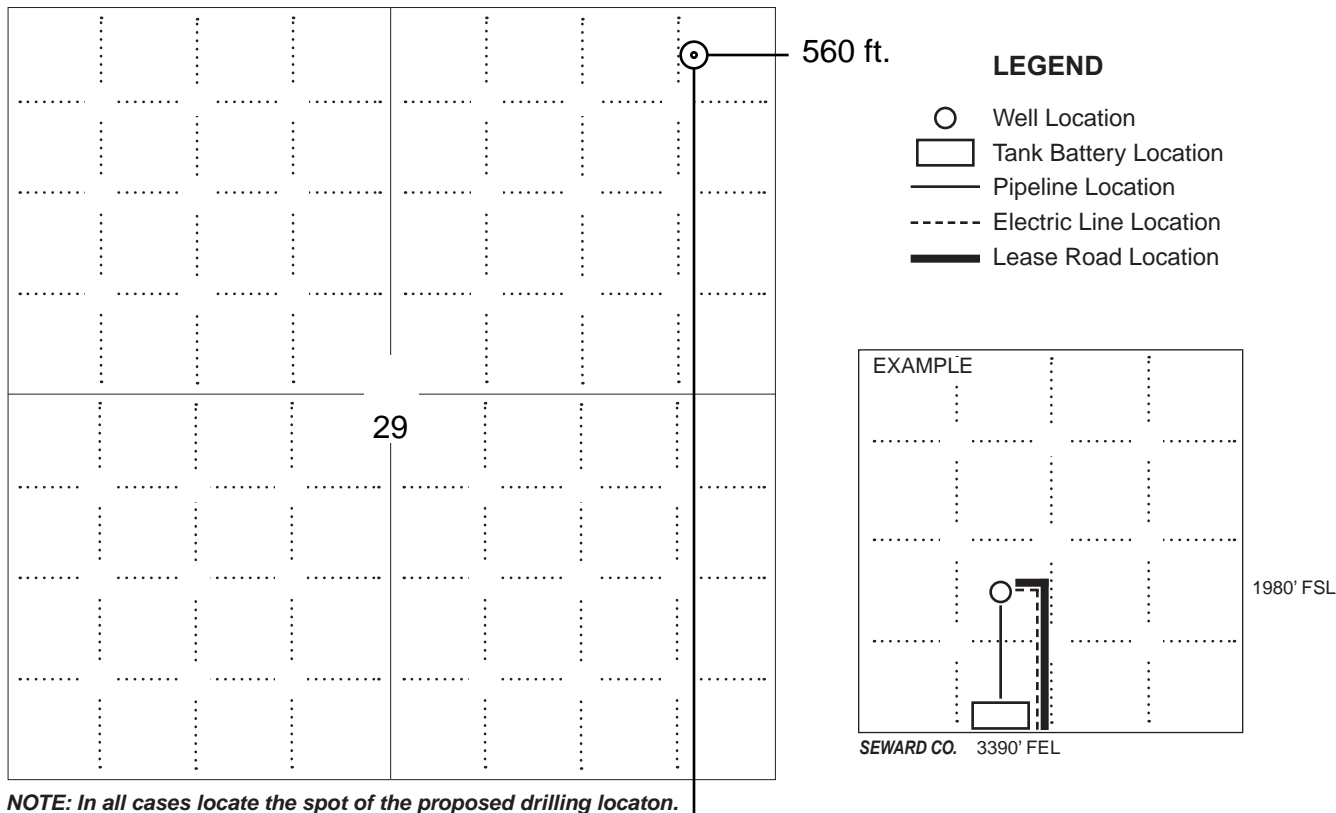 560 ft.
LEGEND
Well Location
Tank Battery Location
Pipeline Location
Electric Line Location
Lease Road Location
29
EXAMPLE
1980' FSL
SEWARD CO. 3390' FEL
NOTE: In all cases locate the spot of the proposed drilling locaton.